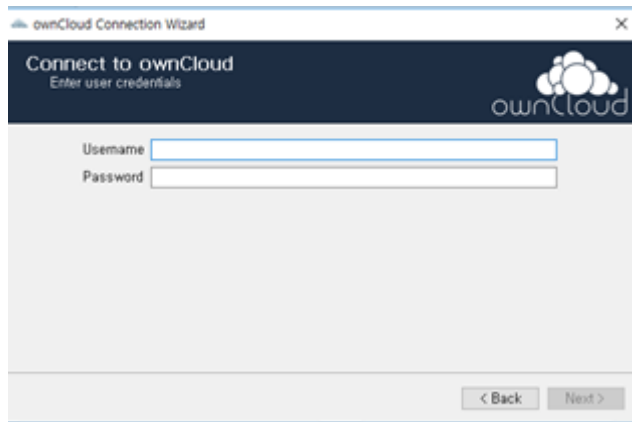 ownCloud Connection Wizard
Connect to ownCloud
Enter user credentials
ownCloud
Username
Password
< Back Next >